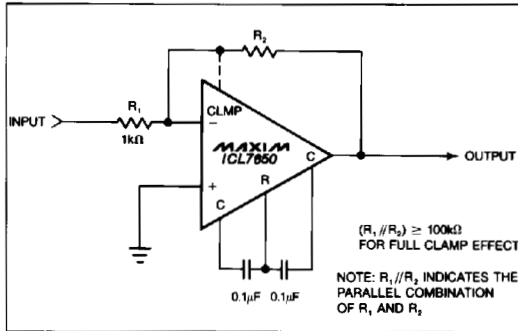 R2
CLMP
R1
INPUT
−
1kΩ
MAXIM
ICL7650
C
OUTPUT
R
+
C
(R1//R2) ≥ 100kΩ
FOR FULL CLAMP EFFECT
0.1μF 0.1μF
NOTE: R1//R2 INDICATES THE
PARALLEL COMBINATION
OF R1 AND R2